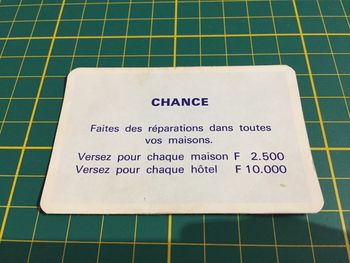 CHANCE
Faites des réparations dans toutes
vos maisons.
Versez pour chaque maison F 2.500
Versez pour chaque hôtel F 10.000